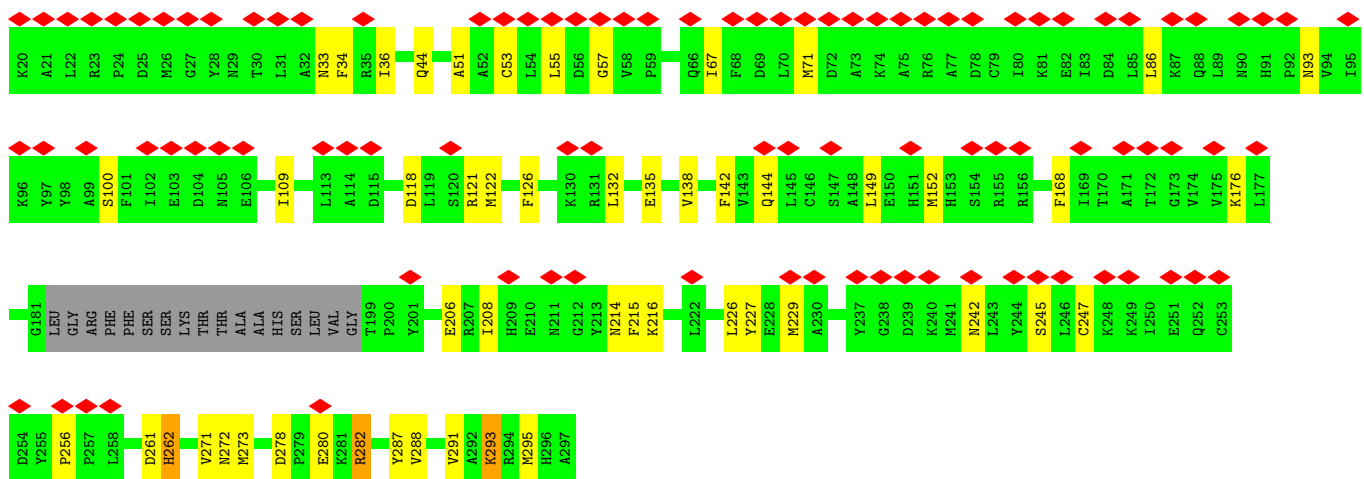 K20 A21 L22 R23 P24 D25 M26 G27 Y28 N29 T30 L31 A32 N33 F34 R35 I36 Q44 A51 A52 C53 L54 L55 D56 G57 V58 P59 Q66 I67 F68 D69 L70 M71 D72 A73 K74 A75 R76 A77 D78 C79 I80 K81 E82 I83 D84 L85 L86 K87 Q88 L89 N90 H91 P92 N93 V94 I95
K96 Y97 Y98 A99 S100 F101 I102 E103 D104 N105 E106 I109 L113 A114 D115 D118 L119 S120 R121 M122 F126 K130 R131 L132 E135 V138 F142 V143 Q144 L145 C146 S147 A148 L149 E150 H151 M152 H153 S154 R155 R156 F168 I169 T170 A171 T172 G173 V174 V175 K176 L177
G181 LEU GLY ARG PHE PHE SER SER LYS THR THR ALA ALA HIS SER LEU VAL GLY T199 P200 Y201 E206 R207 I208 H209 E210 N211 G212 Y213 N214 F215 K216 L222 L226 Y227 E228 M229 A230 Y237 G238 D239 K240 M241 N242 L243 Y244 S245 L246 C247 K248 K249 I250 E251 Q252 C253
D254 Y255 P256 P257 L258 D261 H262 V271 N272 M273 D278 P279 E280 K281 R282 Y287 V288 V291 A292 K293 R294 M295 H296 A297